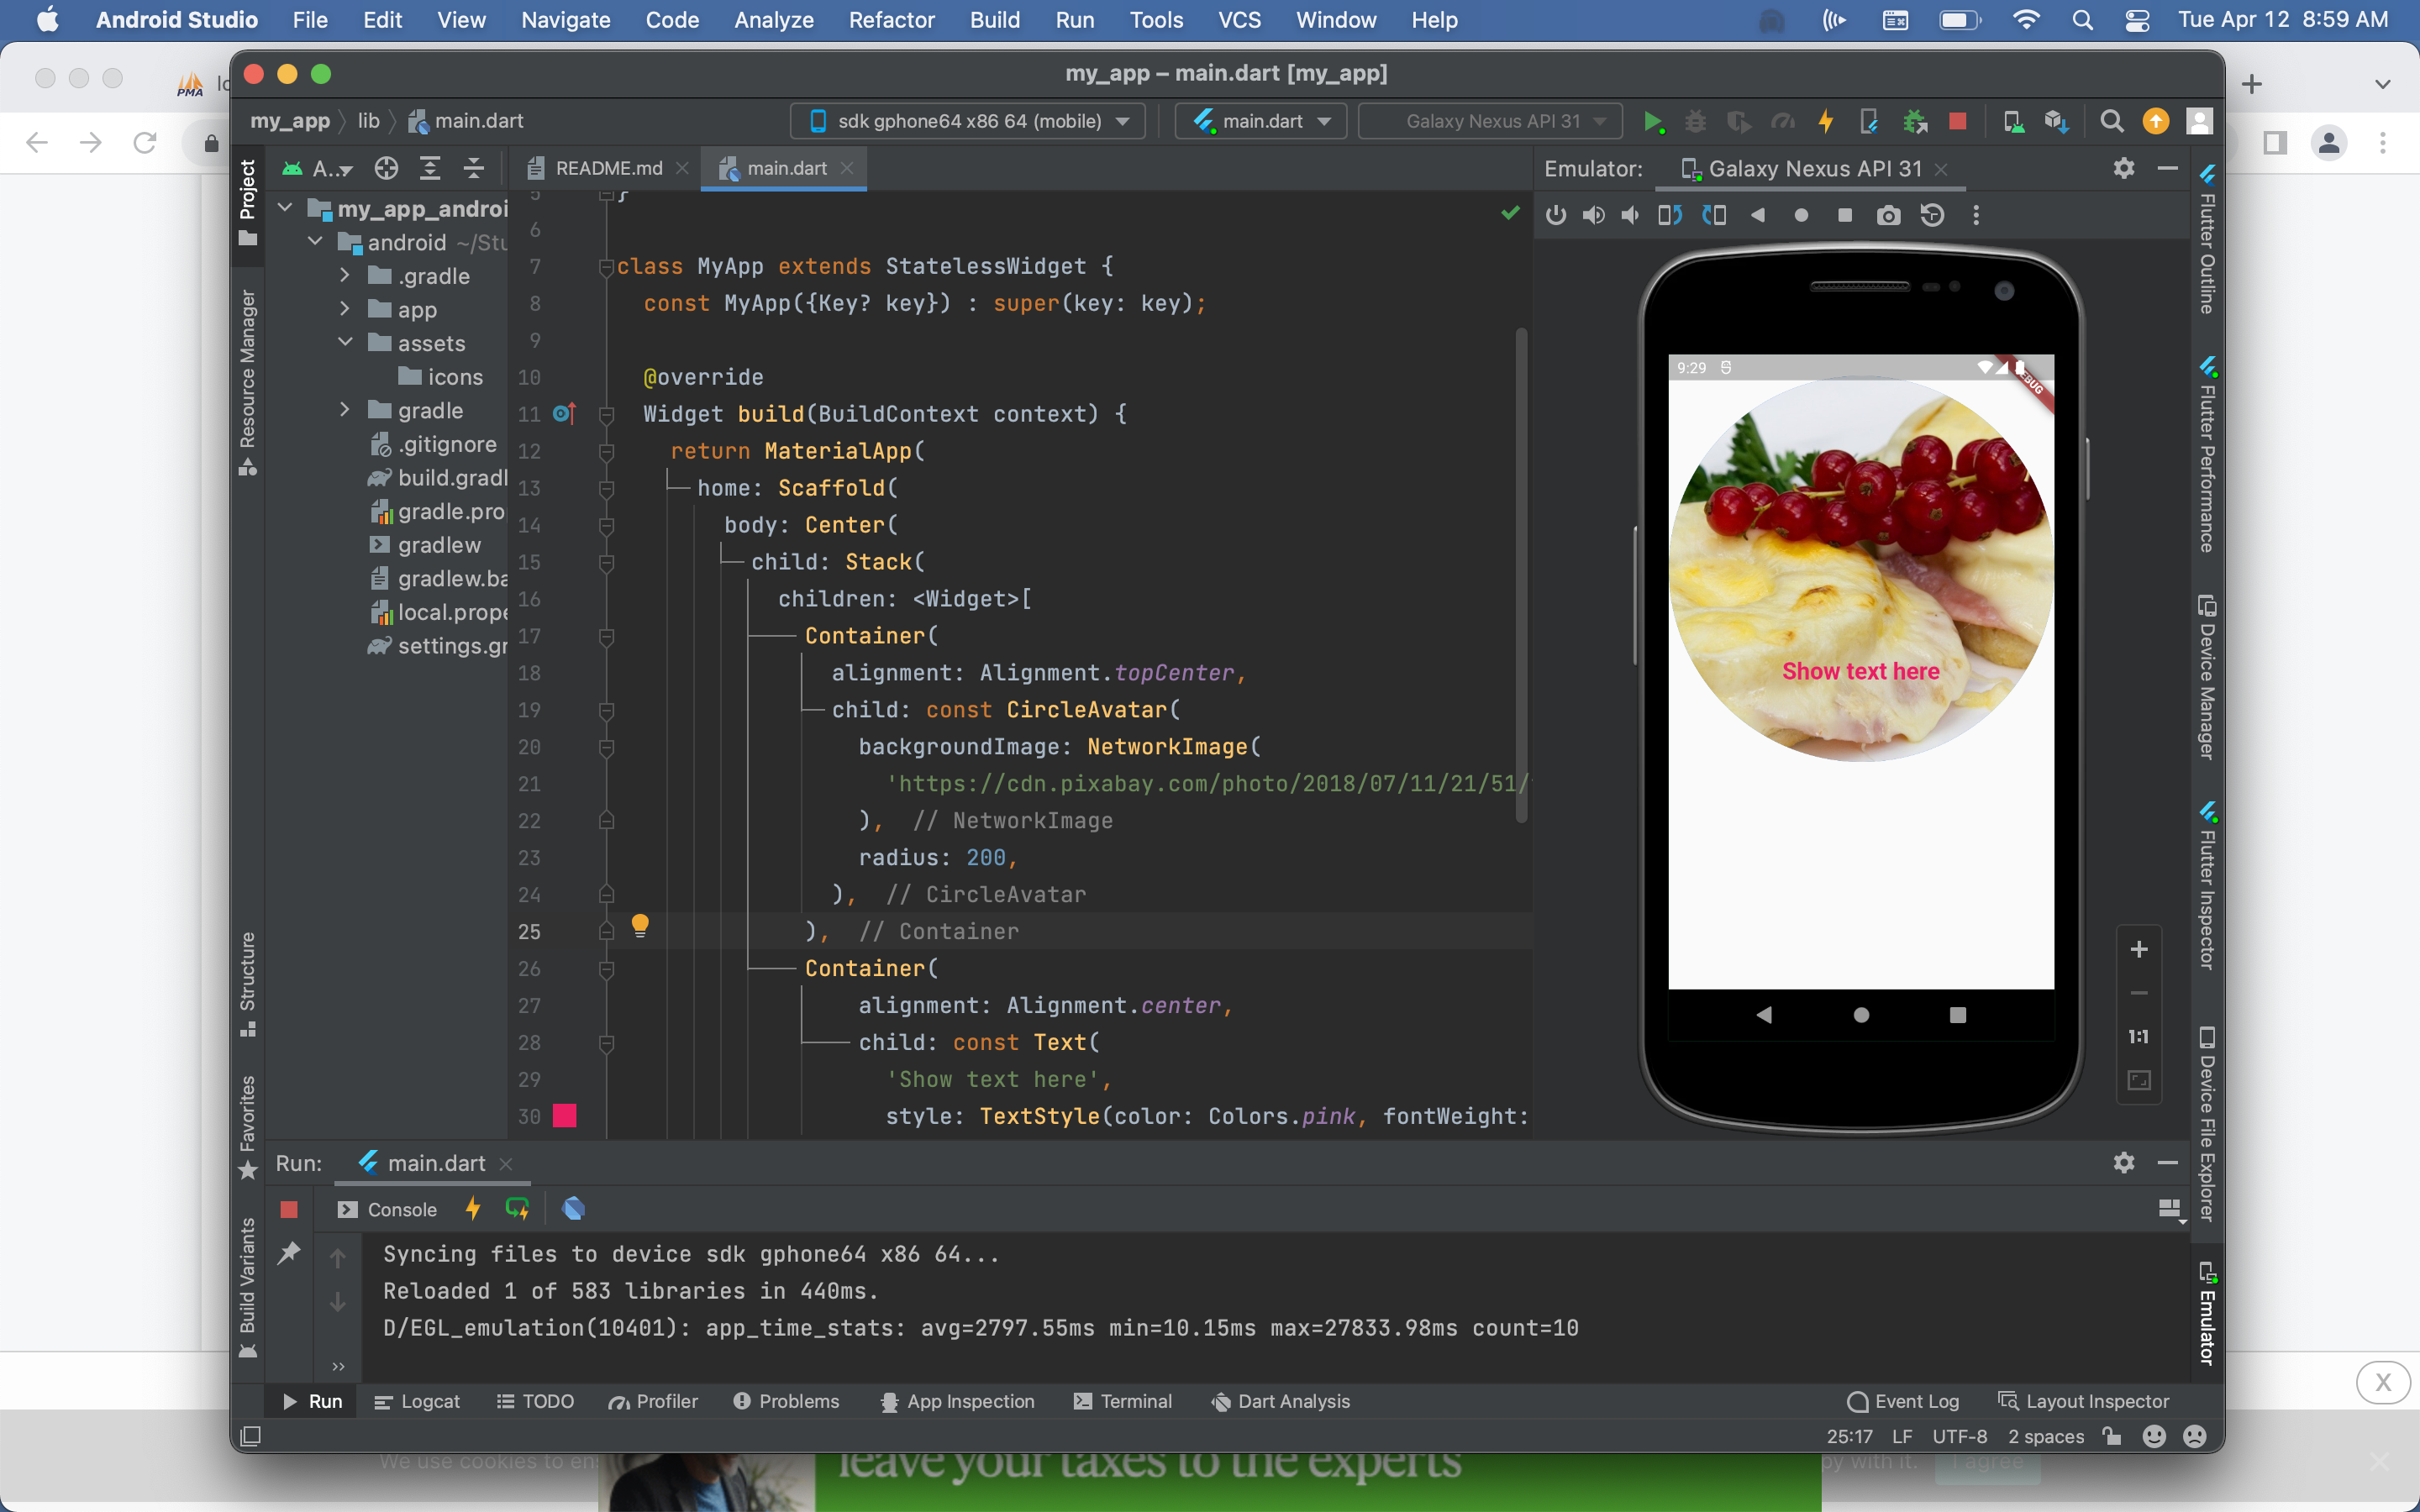 Android Studio File Edit View Navigate Code Analyze Refactor Build Run Tools VCS Window Help Tue Apr 12 8:59 AM
PMA
my_app – main.dart [my_app]
my_app lib main.dart sdk gphone64 x86 64 (mobile) main.dart Galaxy Nexus API 31
A... README.md main.dart Emulator: Galaxy Nexus API 31
Project
Resource Manager
Structure
Favorites
Build Variants
my_app_androi
android ~/Stu
.gradle
app
assets
icons
gradle
.gitignore
build.gradl
gradle.pro
gradlew
gradlew.ba
local.prope
settings.gr
5 }
6
7 class MyApp extends StatelessWidget {
8 const MyApp({Key? key}) : super(key: key);
9
10 @override
11 Widget build(BuildContext context) {
12 return MaterialApp(
13 home: Scaffold(
14 body: Center(
15 child: Stack(
16 children: <Widget>[
17 Container(
18 alignment: Alignment.topCenter,
19 child: const CircleAvatar(
20 backgroundImage: NetworkImage(
21 'https://cdn.pixabay.com/photo/2018/07/11/21/51/
22 ), // NetworkImage
23 radius: 200,
24 ), // CircleAvatar
25 ), // Container
26 Container(
27 alignment: Alignment.center,
28 child: const Text(
29 'Show text here',
30 style: TextStyle(color: Colors.pink, fontWeight:
9:29
Show text here
1:1
Flutter Outline
Flutter Performance
Device Manager
Flutter Inspector
Device File Explorer
Emulator
Run: main.dart
Console
Syncing files to device sdk gphone64 x86 64...
Reloaded 1 of 583 libraries in 440ms.
D/EGL_emulation(10401): app_time_stats: avg=2797.55ms min=10.15ms max=27833.98ms count=10
Run Logcat TODO Profiler Problems App Inspection Terminal Dart Analysis Event Log Layout Inspector
25:17 LF UTF-8 2 spaces
X
We use cookies to en
leave your taxes to the experts
py with it. I agree